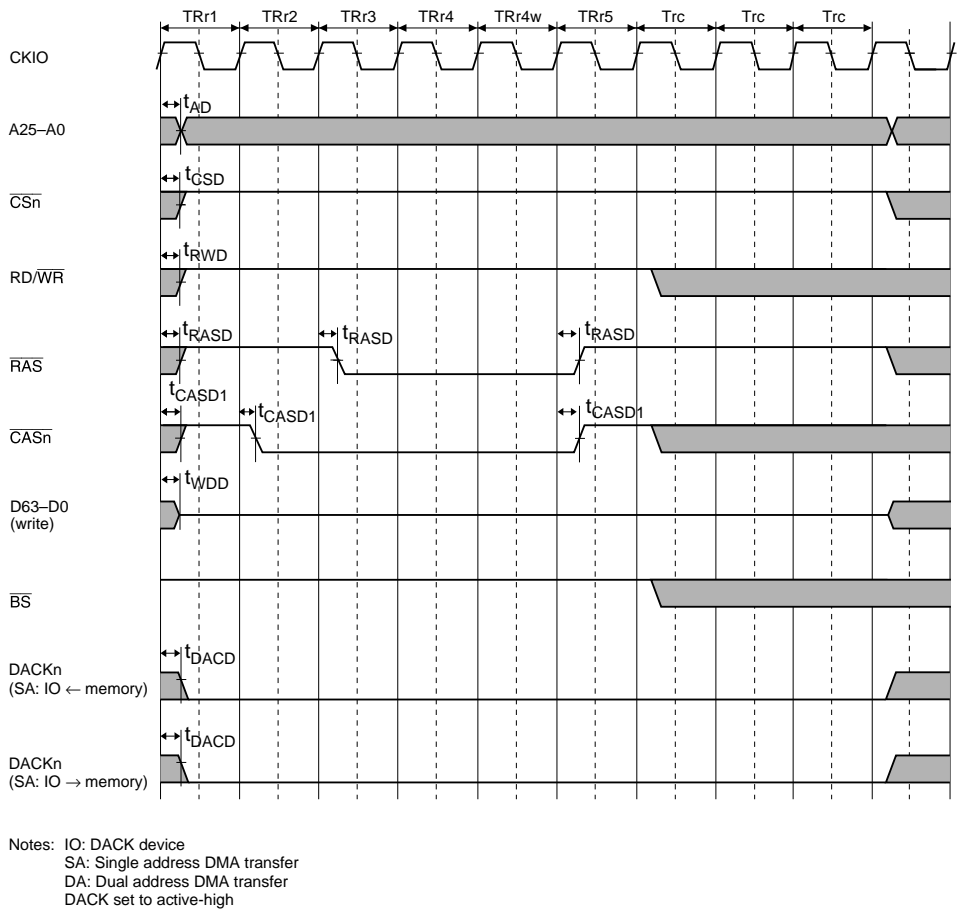 TRr1 TRr2 TRr3 TRr4 TRr4w TRr5 Trc Trc Trc
CKIO
tAD
A25–A0
tCSD
CSn
tRWD
RD/WR
tRASD tRASD tRASD
RAS
tCASD1 tCASD1 tCASD1
CASn
tWDD
D63–D0
(write)
BS
tDACD
DACKn
(SA: IO ← memory)
tDACD
DACKn
(SA: IO → memory)
Notes: IO: DACK device
SA: Single address DMA transfer
DA: Dual address DMA transfer
DACK set to active-high